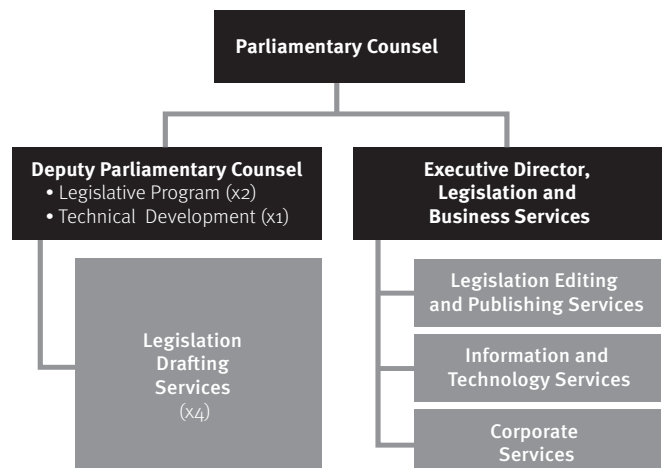 Parliamentary Counsel
Deputy Parliamentary Counsel
• Legislative Program (x2)
• Technical Development (x1)
Executive Director,
Legislation and
Business Services
Legislation
Drafting
Services
(x4)
Legislation Editing
and Publishing Services
Information and
Technology Services
Corporate
Services